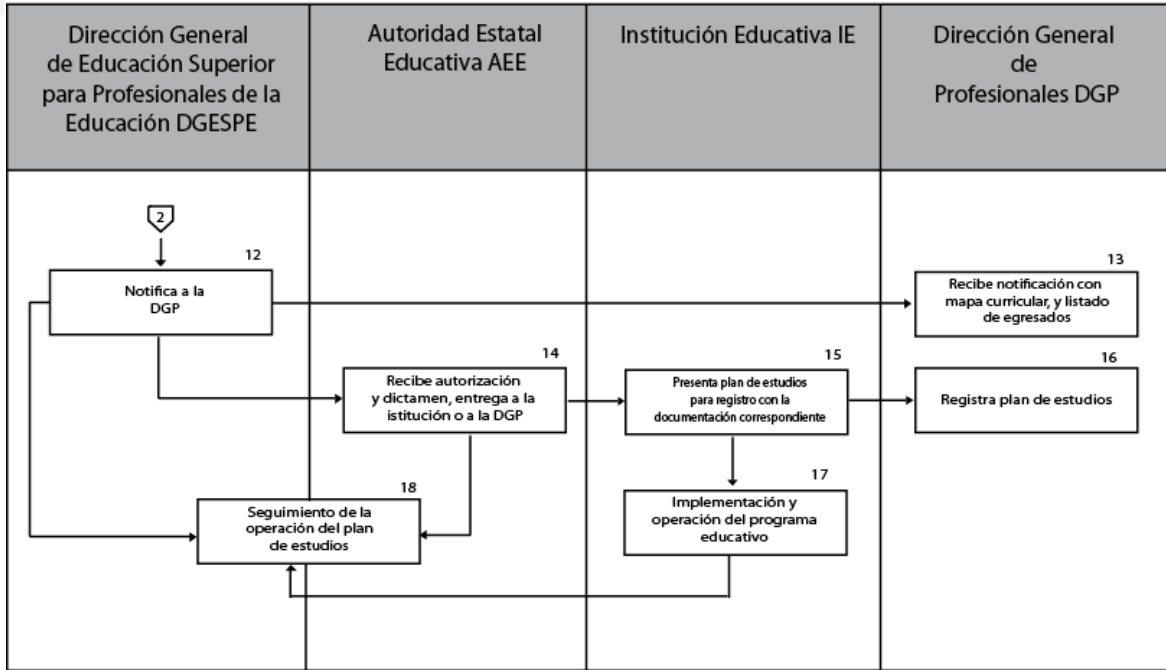 Dirección General
de Educación Superior
para Profesionales de la
Educación DGESPE
Autoridad Estatal
Educativa AEE
Institución Educativa IE
Dirección General
de
Profesionales DGP
2
12
Notifica a la
DGP
13
Recibe notificación con
mapa curricular, y listado
de egresados
14
Recibe autorización
y dictamen, entrega a la
istitución o a la DGP
15
Presenta plan de estudios
para registro con la
documentación correspondiente
16
Registra plan de estudios
17
Implementación y
operación del programa
educativo
18
Seguimiento de la
operación del plan
de estudios